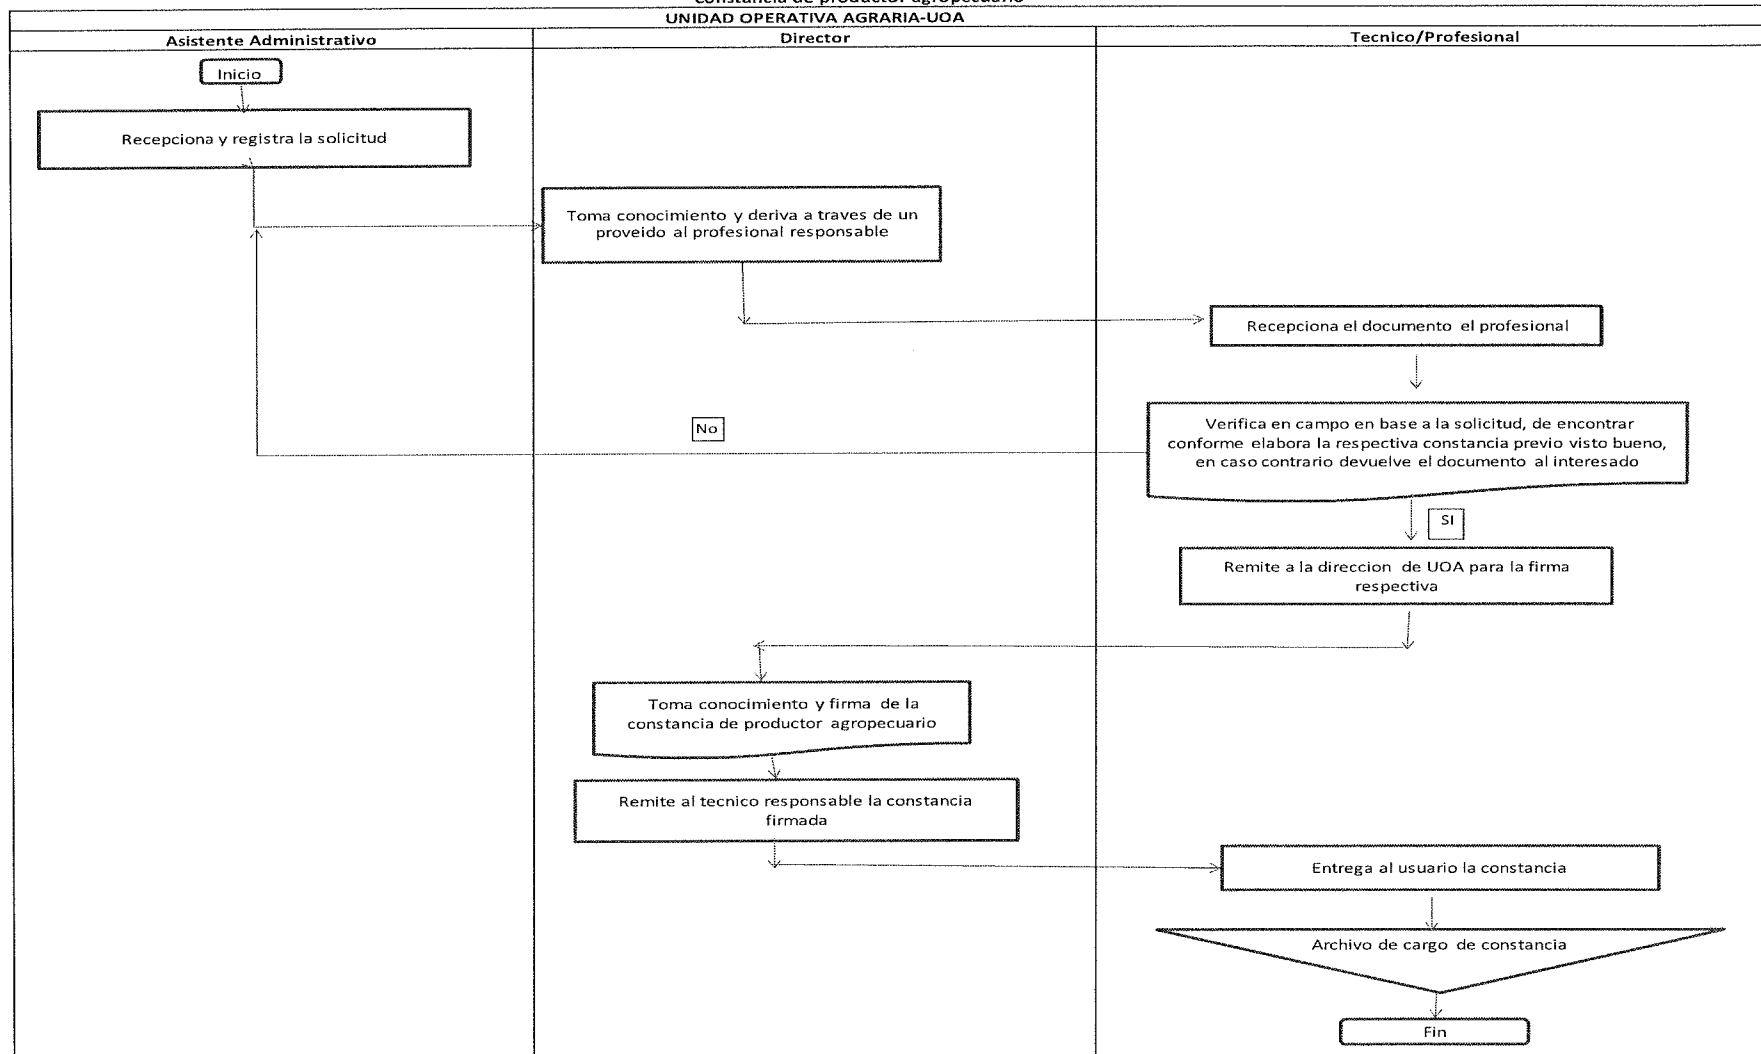 Constancia de productor agropecuario
UNIDAD OPERATIVA AGRARIA-UOA
Asistente Administrativo
Director
Tecnico/Profesional
Inicio
Recepciona y registra la solicitud
Toma conocimiento y deriva a traves de un
proveido al profesional responsable
Recepciona el documento el profesional
Verifica en campo en base a la solicitud, de encontrar
conforme elabora la respectiva constancia previo visto bueno,
en caso contrario devuelve el documento al interesado
No
SI
Remite a la direccion de UOA para la firma
respectiva
Toma conocimiento y firma de la
constancia de productor agropecuario
Remite al tecnico responsable la constancia
firmada
Entrega al usuario la constancia
Archivo de cargo de constancia
Fin